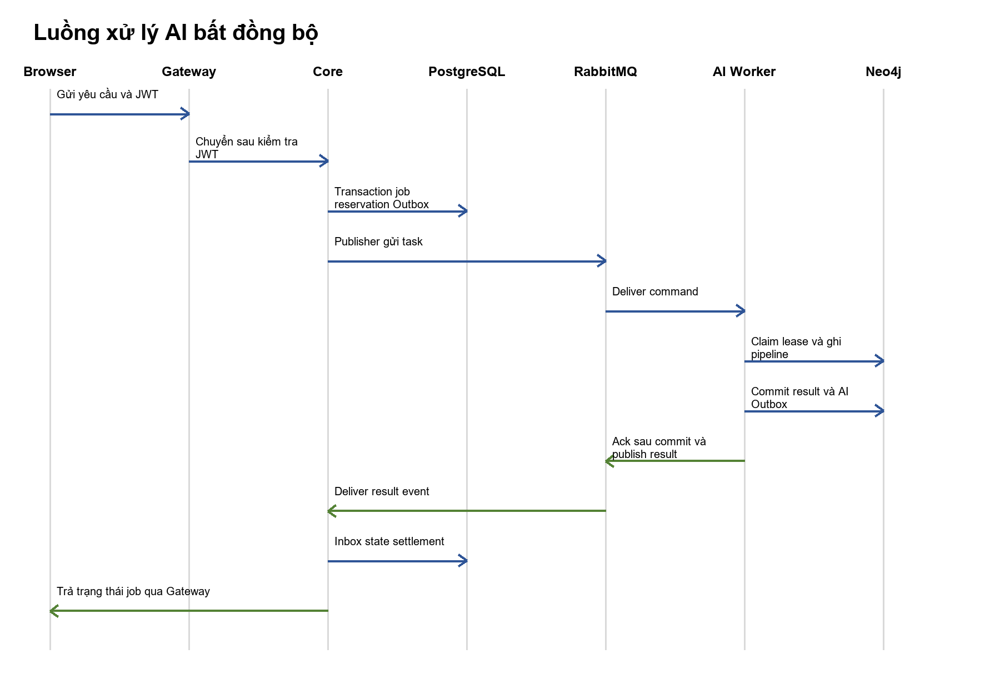 Luồng xử lý AI bất đồng bộ
Browser
Gateway
Core
PostgreSQL
RabbitMQ
AI Worker
Neo4j
Gửi yêu cầu và JWT
Chuyển sau kiểm tra
JWT
Transaction job
reservation Outbox
Publisher gửi task
Deliver command
Claim lease và ghi
pipeline
Commit result và AI
Outbox
Ack sau commit và
publish result
Deliver result event
Inbox state settlement
Trả trạng thái job qua Gateway